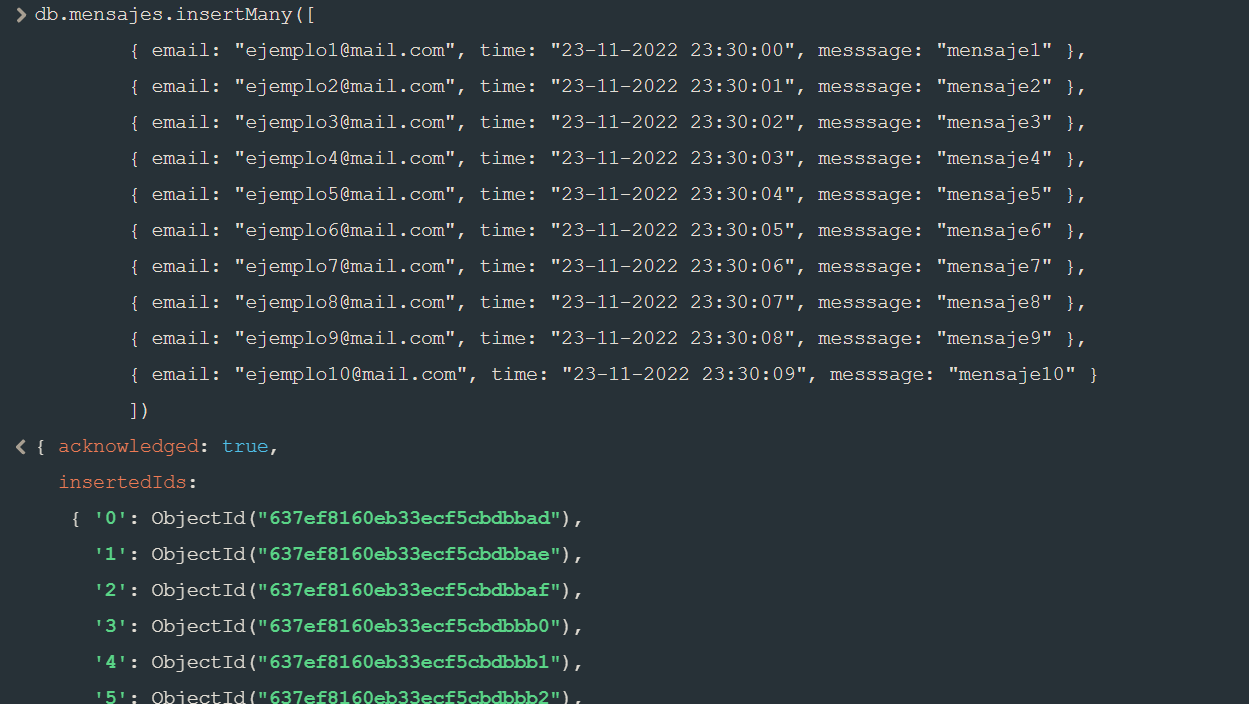 > db.mensajes.insertMany([
{ email: "ejemplo1@mail.com", time: "23-11-2022 23:30:00", messsage: "mensaje1" },
{ email: "ejemplo2@mail.com", time: "23-11-2022 23:30:01", messsage: "mensaje2" },
{ email: "ejemplo3@mail.com", time: "23-11-2022 23:30:02", messsage: "mensaje3" },
{ email: "ejemplo4@mail.com", time: "23-11-2022 23:30:03", messsage: "mensaje4" },
{ email: "ejemplo5@mail.com", time: "23-11-2022 23:30:04", messsage: "mensaje5" },
{ email: "ejemplo6@mail.com", time: "23-11-2022 23:30:05", messsage: "mensaje6" },
{ email: "ejemplo7@mail.com", time: "23-11-2022 23:30:06", messsage: "mensaje7" },
{ email: "ejemplo8@mail.com", time: "23-11-2022 23:30:07", messsage: "mensaje8" },
{ email: "ejemplo9@mail.com", time: "23-11-2022 23:30:08", messsage: "mensaje9" },
{ email: "ejemplo10@mail.com", time: "23-11-2022 23:30:09", messsage: "mensaje10" }
])
< { acknowledged: true,
insertedIds:
{ '0': ObjectId("637ef8160eb33ecf5cbdbbad"),
'1': ObjectId("637ef8160eb33ecf5cbdbbae"),
'2': ObjectId("637ef8160eb33ecf5cbdbbaf"),
'3': ObjectId("637ef8160eb33ecf5cbdbbb0"),
'4': ObjectId("637ef8160eb33ecf5cbdbbb1"),
'5': ObjectId("637ef8160eb33ecf5cbdbbb2"),